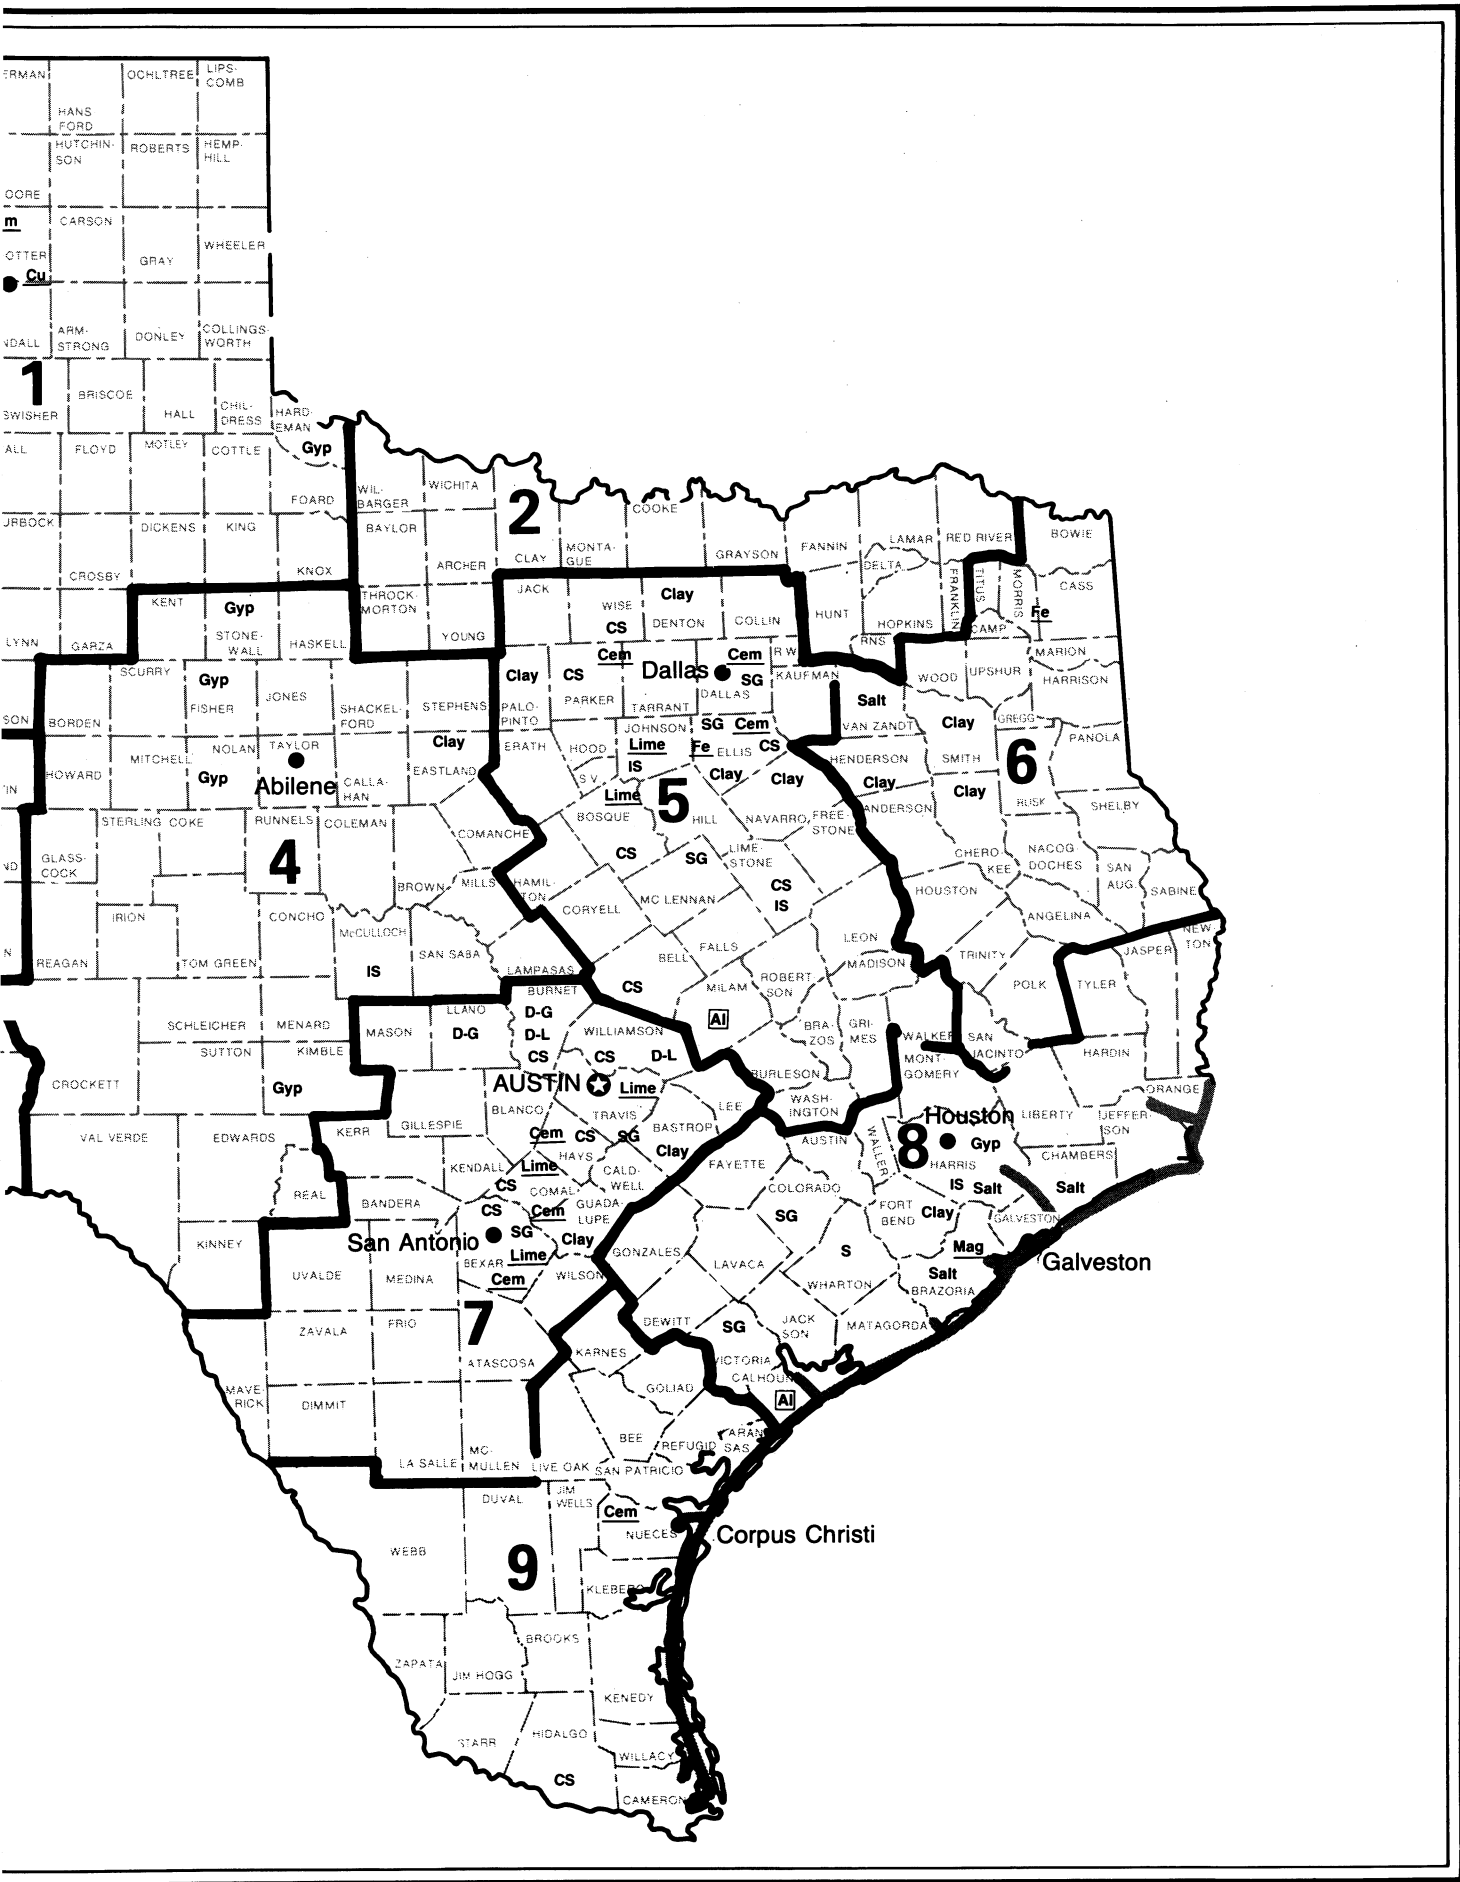 ERMAN
OCHLTREE
LIPS-
COMB
HANS
FORD
HUTCHIN-
SON
ROBERTS
HEMP-
HILL
OORE
m
CARSON
OTTER
Cu
GRAY
WHEELER
NDALL
ARM-
STRONG
DONLEY
COLLINGS-
WORTH
1
SWISHER
BRISCOE
HALL
CHIL-
DRESS
HARD-
EMAN
Gyp
ALL
FLOYD
MOTLEY
COTTLE
FOARD
WIL-
BARGER
WICHITA
2
COOKE
URBOCK
DICKENS
KING
BAYLOR
CLAY
MONTA-
GUE
GRAYSON
FANNIN
LAMAR
RED RIVER
BOWIE
DELTA
CROSBY
KNOX
ARCHER
FRANKLIN
TITUS
MORRIS
CASS
KENT
Gyp
THROCK-
MORTON
JACK
WISE
CS
Clay
DENTON
COLLIN
HUNT
HOPKINS
Fe
CAMP
LYNN
GARZA
STONE-
WALL
HASKELL
YOUNG
RNS
MARION
SCURRY
Gyp
FISHER
JONES
SHACKEL-
FORD
STEPHENS
Clay
PALO-
PINTO
CS
PARKER
Cem
TARRANT
Dallas
Cem
SG
DALLAS
R W
KAUFMAN
WOOD
UPSHUR
HARRISON
Salt
VAN ZANDT
SON
BORDEN
Clay
GREGG
PANOLA
JOHNSON
SG
Cem
MITCHELL
NOLAN
TAYLOR
Clay
ERATH
HOOD
Lime
IS
Fe
ELLIS
CS
HENDERSON
SMITH
6
HOWARD
Gyp
Abilene
CALLA-
HAN
EASTLAND
S.V.
Clay
Clay
Clay
Clay
IN
Lime
BOSQUE
5
HILL
NAVARRO
FREE-
STONE
ANDERSON
RUSK
SHELBY
STERLING
COKE
RUNNELS
COLEMAN
COMANCHE
4
ND
GLASS-
COCK
CS
SG
LIME-
STONE
CHERO-
KEE
NACOG-
DOCHES
SAN
AUG.
SABINE
BROWN
MILLS
HAMIL-
TON
CS
IS
HOUSTON
IRION
CONCHO
McCULLOCH
CORYELL
MC LENNAN
ANGELINA
N
REAGAN
TOM GREEN
IS
SAN SABA
LAMPASAS
BELL
FALLS
LEON
MADISON
TRINITY
JASPER
NEW-
TON
CS
MILAM
ROBERT
SON
POLK
TYLER
BURNET
SCHLEICHER
MENARD
MASON
LLANO
D-G
D-G
D-L
CS
WILLIAMSON
AI
BRA-
ZOS
GRI-
MES
WALKER
SAN
JACINTO
SUTTON
KIMBLE
CS
D-L
MONT-
GOMERY
HARDIN
CROCKETT
Gyp
AUSTIN
Lime
BURLESON
ORANGE
BLANCO
TRAVIS
LEE
WASH-
INGTON
Houston
LIBERTY
JEFFER-
SON
VAL VERDE
EDWARDS
KERR
GILLESPIE
Cem
CS
SG
BASTROP
AUSTIN
WALLER
8
Gyp
HARRIS
CHAMBERS
KENDALL
Lime
HAYS
Clay
FAYETTE
REAL
BANDERA
CS
COMAL
CALD-
WELL
COLORADO
IS
Salt
Salt
CS
Cem
GUADA-
LUPE
SG
FORT
BEND
Clay
GALVESTON
KINNEY
San Antonio
SG
Clay
GONZALES
S
Mag
Galveston
UVALDE
MEDINA
BEXAR
Lime
Cem
WILSON
LAVACA
WHARTON
Salt
BRAZORIA
7
ZAVALA
FRIO
DEWITT
SG
JACK
SON
MATAGORDA
ATASCOSA
KARNES
VICTORIA
CALHOUN
MAVE-
RICK
DIMMIT
GOLIAD
AI
BEE
REFUGIO
ARAN
SAS
LA SALLE
MC-
MULLEN
LIVE OAK
SAN PATRICIO
DUVAL
JIM
WELLS
Cem
NUECES
Corpus Christi
WEBB
9
KLEBERG
BROOKS
ZAPATA
JIM HOGG
KENEDY
STARR
HIDALGO
WILLACY
CS
CAMERON